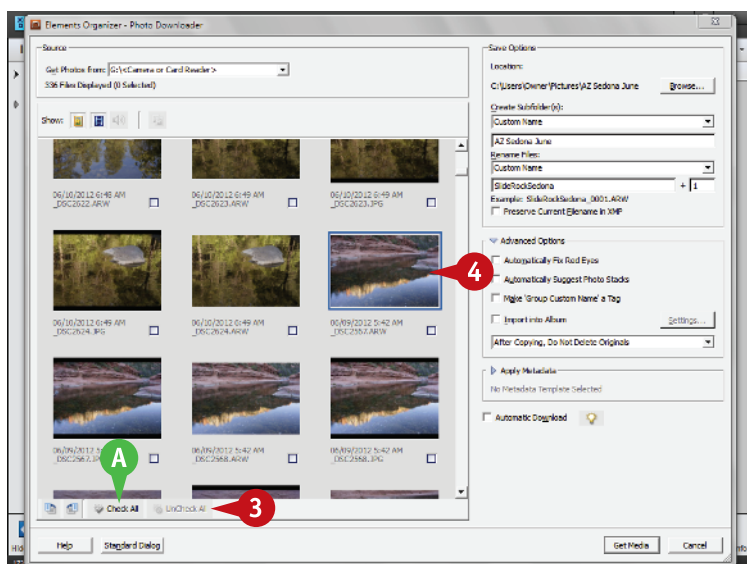 Elements Organizer - Photo Downloader
Source
Get Photos from: G:\<Camera or Card Reader>
336 Files Displayed (0 Selected)
Show:
06/10/2012 6:49 AM
_DSC2622.ARW
06/10/2012 6:49 AM
_DSC2623.ARW
06/10/2012 6:49 AM
_DSC2623.JPG
06/10/2012 6:49 AM
_DSC2624.JPG
06/10/2012 6:49 AM
_DSC2624.ARW
06/09/2012 5:42 AM
_DSC2567.ARW
4
06/09/2012 5
_DSC2567.JP
06/09/2012 5:42 AM
_DSC2568.ARW
06/09/2012 5:42 AM
_DSC2568.JPG
A
Check All
UnCheck All
3
Help
Standard Dialog
Save Options
Location:
C:\Users\Owner\Pictures\AZ Sedona June
Browse...
Create Subfolder(s):
Custom Name
AZ Sedona June
Rename Files:
Custom Name
SlideRockSedona
+ 1
Example: SlideRockSedona_0001.ARW
Preserve Current Filename in XMP
Advanced Options
Automatically Fix Red Eyes
Automatically Suggest Photo Stacks
Make 'Group Custom Name' a Tag
Import into Album
Settings...
After Copying, Do Not Delete Originals
Apply Metadata
No Metadata Template Selected
Automatic Download
Get Media
Cancel